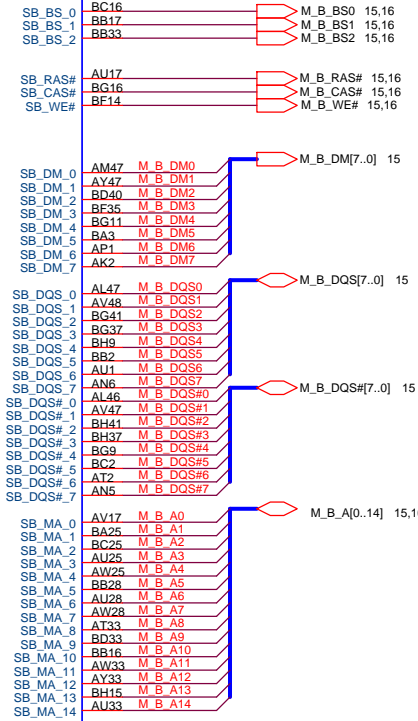 SB_BS_0 BC16 M_B_BS0 15,16
SB_BS_1 BB17 M_B_BS1 15,16
SB_BS_2 BB33 M_B_BS2 15,16
SB_RAS# AU17 M_B_RAS# 15,16
SB_CAS# BG16 M_B_CAS# 15,16
SB_WE# BF14 M_B_WE# 15,16
M_B_DM[7..0] 15
SB_DM_0 AM47 M_B_DM0
SB_DM_1 AY47 M_B_DM1
SB_DM_2 BD40 M_B_DM2
SB_DM_3 BF35 M_B_DM3
SB_DM_4 BG11 M_B_DM4
SB_DM_5 BA3 M_B_DM5
SB_DM_6 AP1 M_B_DM6
SB_DM_7 AK2 M_B_DM7
M_B_DQS[7..0] 15
SB_DQS_0 AL47 M_B_DQS0
SB_DQS_1 AV48 M_B_DQS1
SB_DQS_2 BG41 M_B_DQS2
SB_DQS_3 BG37 M_B_DQS3
SB_DQS_4 BH9 M_B_DQS4
SB_DQS_5 BB2 M_B_DQS5
SB_DQS_6 AU1 M_B_DQS6
SB_DQS_7 AN6 M_B_DQS7
M_B_DQS#[7..0] 15
SB_DQS#_0 AL46 M_B_DQS#0
SB_DQS#_1 AV47 M_B_DQS#1
SB_DQS#_2 BH41 M_B_DQS#2
SB_DQS#_3 BH37 M_B_DQS#3
SB_DQS#_4 BG9 M_B_DQS#4
SB_DQS#_5 BC2 M_B_DQS#5
SB_DQS#_6 AT2 M_B_DQS#6
SB_DQS#_7 AN5 M_B_DQS#7
M_B_A[0..14]
SB_MA_0 AV17 M_B_A0
SB_MA_1 BA25 M_B_A1
SB_MA_2 BC25 M_B_A2
SB_MA_3 AU25 M_B_A3
SB_MA_4 AW25 M_B_A4
SB_MA_5 BB28 M_B_A5
SB_MA_6 AU28 M_B_A6
SB_MA_7 AW28 M_B_A7
SB_MA_8 AT33 M_B_A8
SB_MA_9 BD33 M_B_A9
SB_MA_10 BB16 M_B_A10
SB_MA_11 AW33 M_B_A11
SB_MA_12 AY33 M_B_A12
SB_MA_13 BH15 M_B_A13
SB_MA_14 AU33 M_B_A14